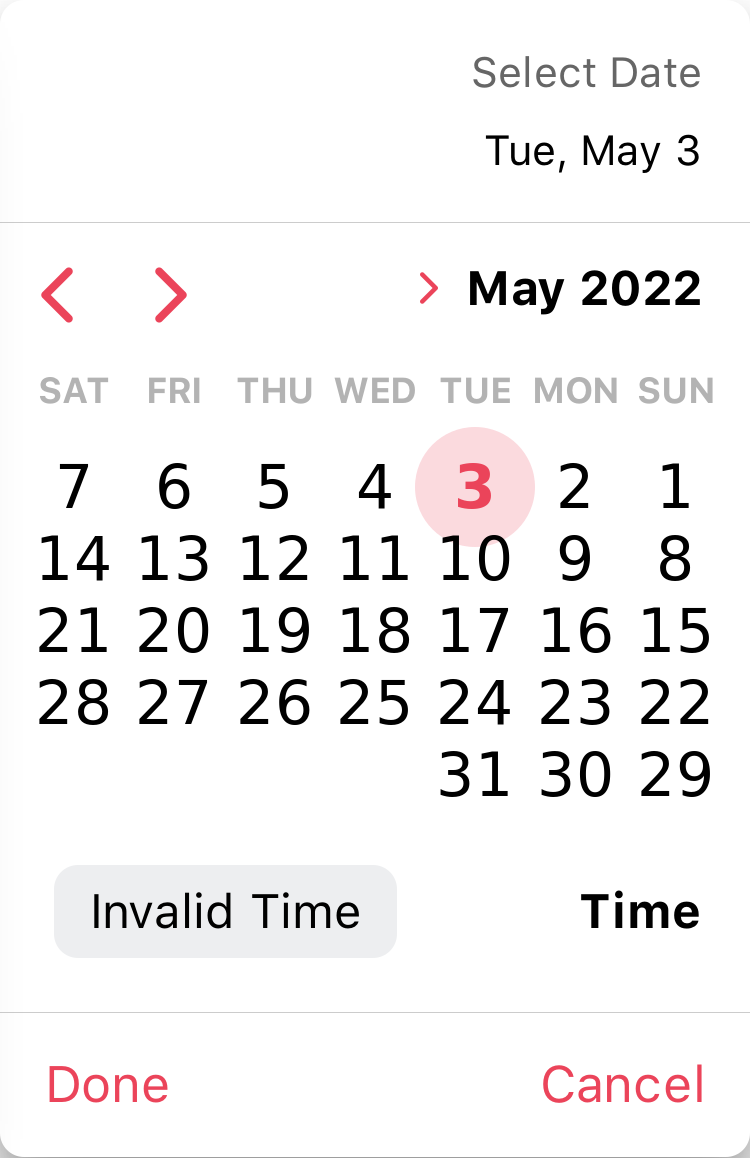 Select Date
Tue, May 3
May 2022
SAT FRI THU WED TUE MON SUN
7 6 5 4 3 2 1
14 13 12 11 10 9 8
21 20 19 18 17 16 15
28 27 26 25 24 23 22
31 30 29
Invalid Time Time
Done Cancel